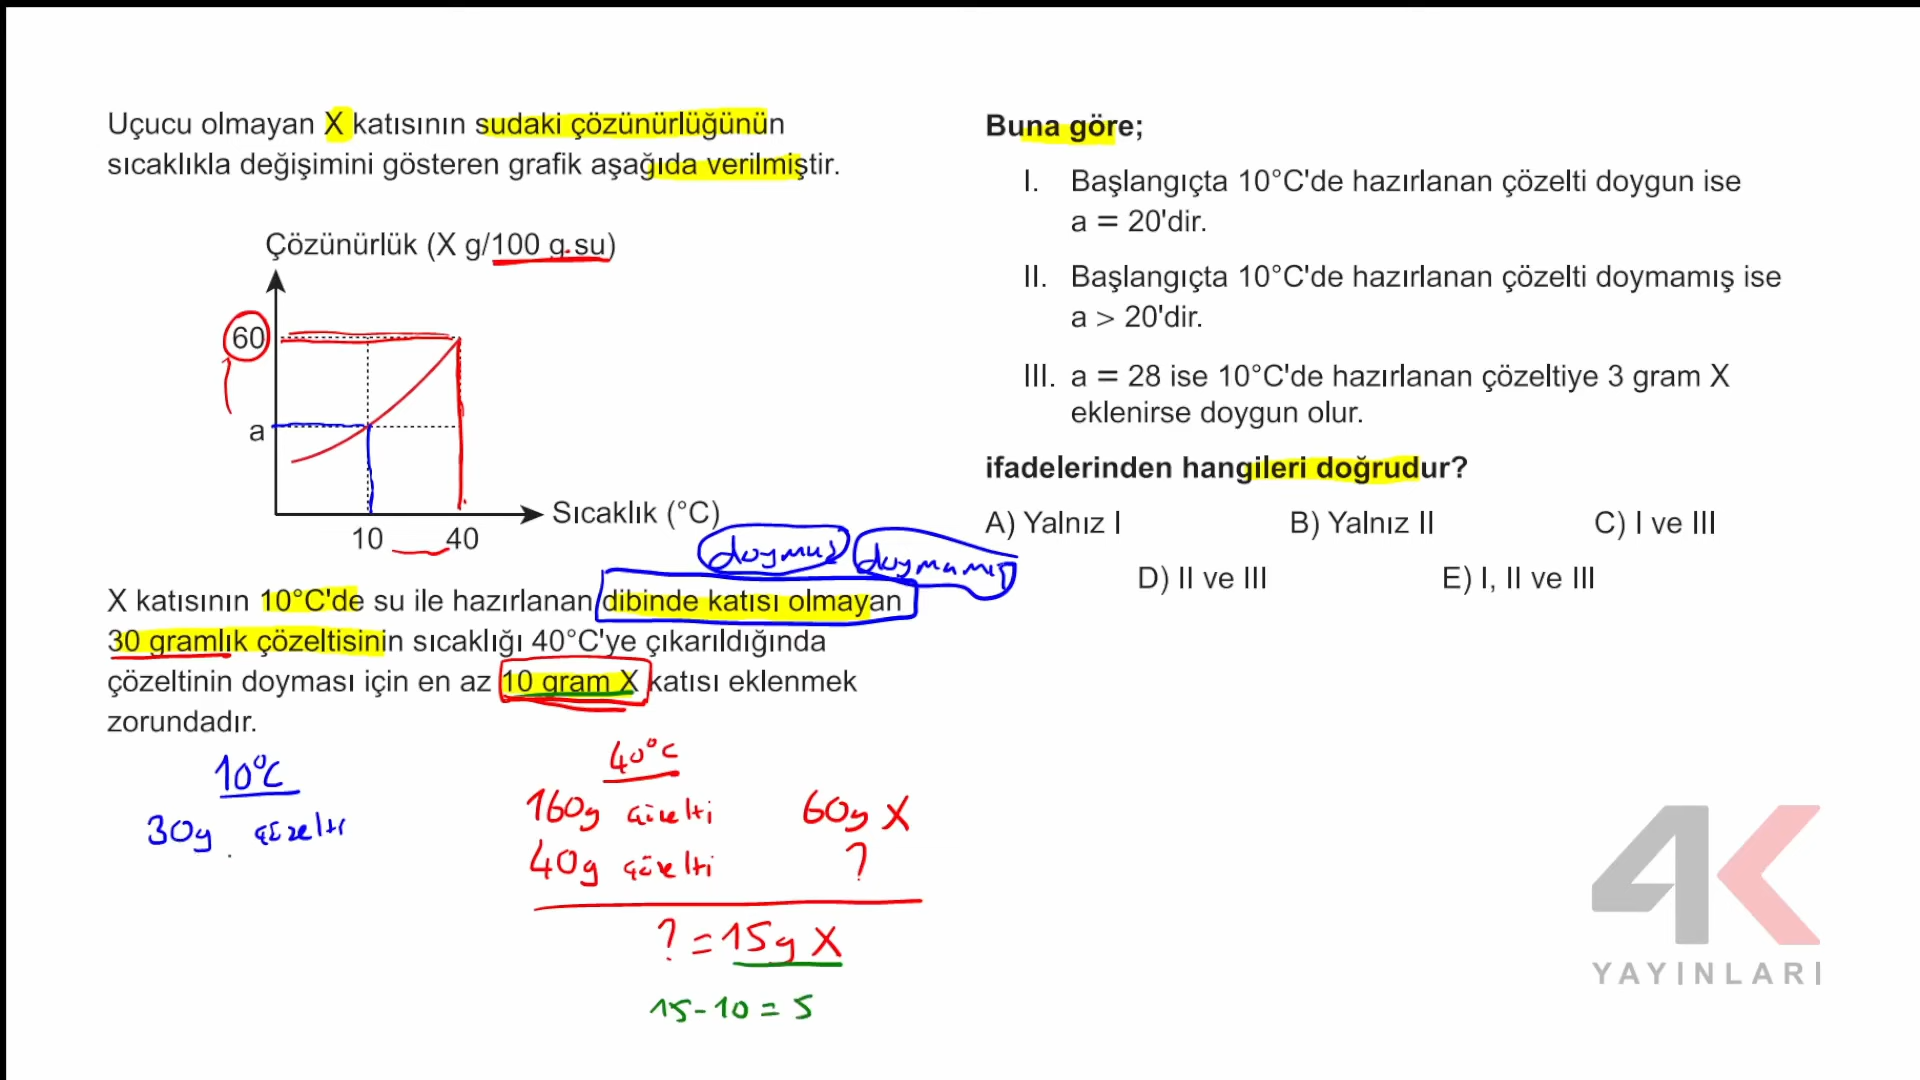 Uçucu olmayan X katısının sudaki çözünürlüğünün
sıcaklıkla değişimini gösteren grafik aşağıda verilmiştir.
Çözünürlük (X g/100 g su)
60
a
10 40
Sıcaklık (°C)
doymuş doymamış
X katısının 10°C'de su ile hazırlanan dibinde katısı olmayan
30 gramlık çözeltisinin sıcaklığı 40°C'ye çıkarıldığında
çözeltinin doyması için en az 10 gram X katısı eklenmek
zorundadır.
10°C
30g çözelti
40°C
160g çözelti 60g X
40g çözelti ?
? = 15g X
15-10=5
Buna göre;
I. Başlangıçta 10°C'de hazırlanan çözelti doygun ise
a = 20'dir.
II. Başlangıçta 10°C'de hazırlanan çözelti doymamış ise
a > 20'dir.
III. a = 28 ise 10°C'de hazırlanan çözeltiye 3 gram X
eklenirse doygun olur.
ifadelerinden hangileri doğrudur?
A) Yalnız I B) Yalnız II C) I ve III
D) II ve III E) I, II ve III
4K
YAYINLARI